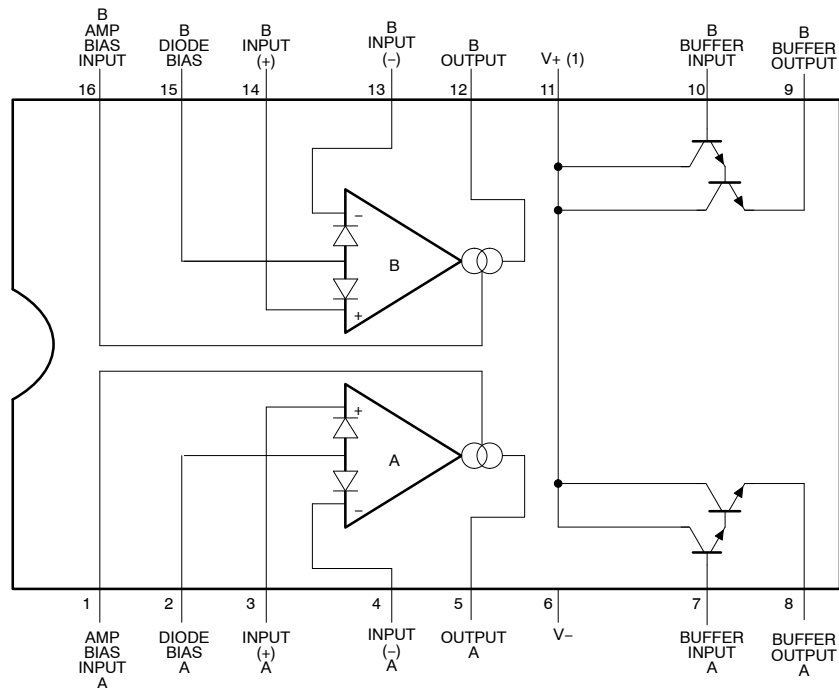 B
AMP
BIAS
INPUT
B
DIODE
BIAS
B
INPUT
(+)
B
INPUT
(–)
B
OUTPUT
V+ (1)
B
BUFFER
INPUT
B
BUFFER
OUTPUT
16
15
14
13
12
11
10
9
–
B
+
+
A
–
1
2
3
4
5
6
7
8
AMP
BIAS
INPUT
A
DIODE
BIAS
A
INPUT
(+)
A
INPUT
(–)
A
OUTPUT
A
V–
BUFFER
INPUT
A
BUFFER
OUTPUT
A